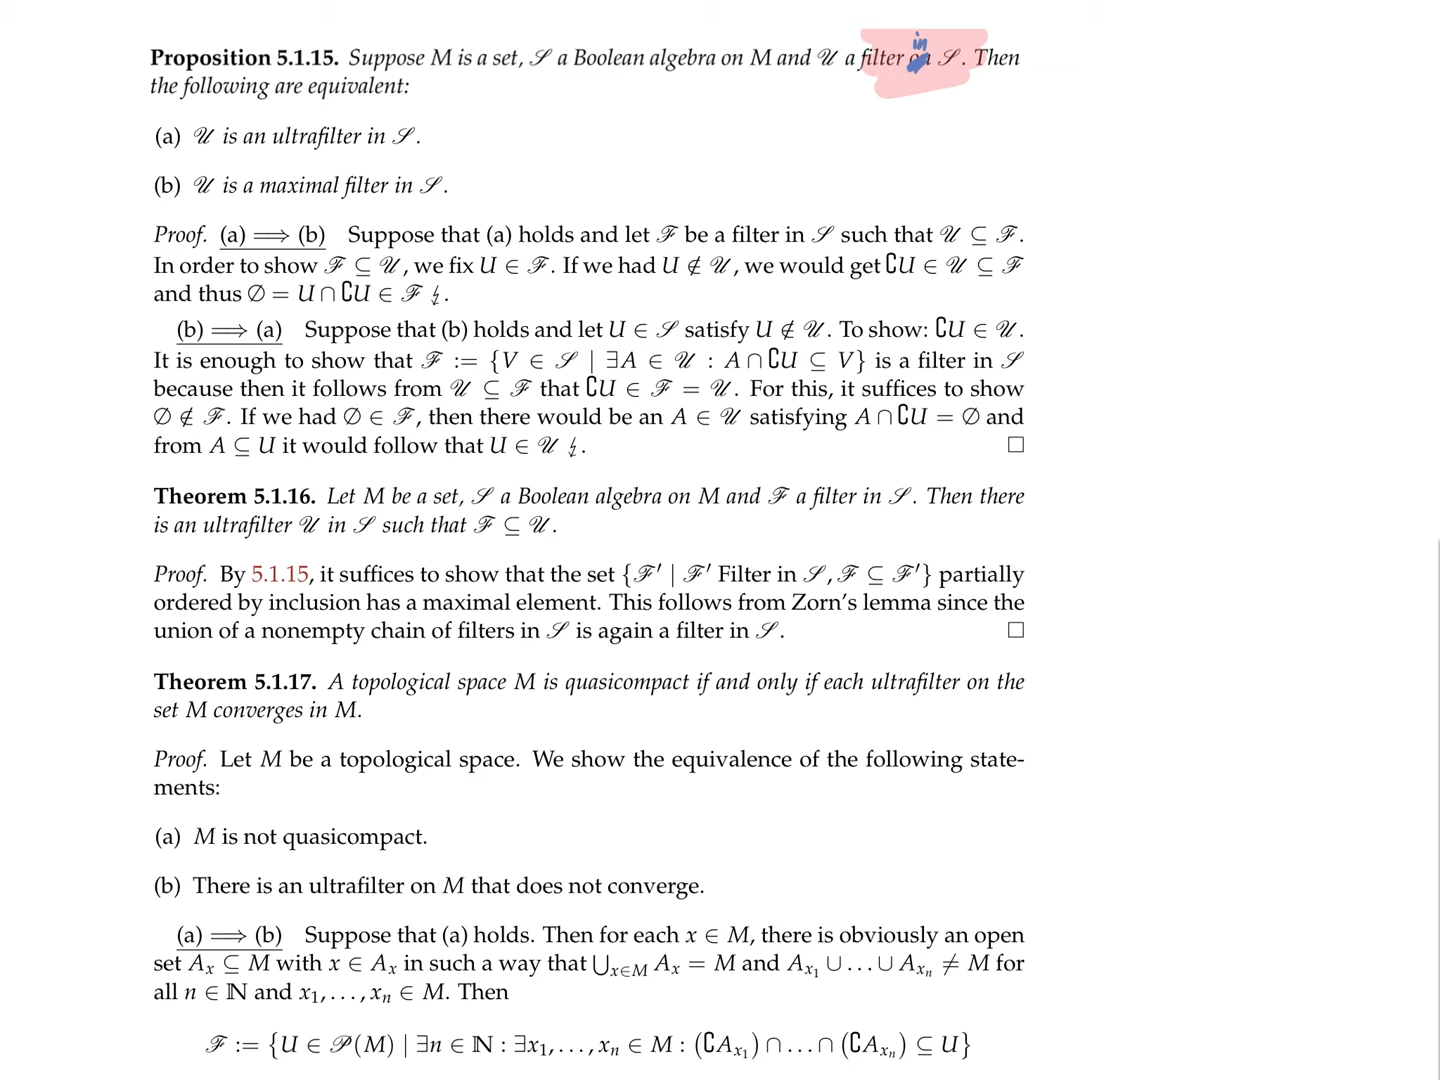 Proposition 5.1.15. Suppose M is a set, 𝒮 a Boolean algebra on M and 𝒰 a filter in 𝒮. Then
the following are equivalent:
(a) 𝒰 is an ultrafilter in 𝒮.
(b) 𝒰 is a maximal filter in 𝒮.
Proof. (a) ⟹ (b) Suppose that (a) holds and let ℱ be a filter in 𝒮 such that 𝒰 ⊆ ℱ.
In order to show ℱ ⊆ 𝒰, we fix U ∈ ℱ. If we had U ∉ 𝒰, we would get ∁U ∈ 𝒰 ⊆ ℱ
and thus ∅ = U ∩ ∁U ∈ ℱ ↯.
(b) ⟹ (a) Suppose that (b) holds and let U ∈ 𝒮 satisfy U ∉ 𝒰. To show: ∁U ∈ 𝒰.
It is enough to show that ℱ := {V ∈ 𝒮 | ∃A ∈ 𝒰 : A ∩ ∁U ⊆ V} is a filter in 𝒮
because then it follows from 𝒰 ⊆ ℱ that ∁U ∈ ℱ = 𝒰. For this, it suffices to show
∅ ∉ ℱ. If we had ∅ ∈ ℱ, then there would be an A ∈ 𝒰 satisfying A ∩ ∁U = ∅ and
from A ⊆ U it would follow that U ∈ 𝒰 ↯. □
Theorem 5.1.16. Let M be a set, 𝒮 a Boolean algebra on M and ℱ a filter in 𝒮. Then there
is an ultrafilter 𝒰 in 𝒮 such that ℱ ⊆ 𝒰.
Proof. By 5.1.15, it suffices to show that the set {ℱ′ | ℱ′ Filter in 𝒮, ℱ ⊆ ℱ′} partially
ordered by inclusion has a maximal element. This follows from Zorn's lemma since the
union of a nonempty chain of filters in 𝒮 is again a filter in 𝒮. □
Theorem 5.1.17. A topological space M is quasicompact if and only if each ultrafilter on the
set M converges in M.
Proof. Let M be a topological space. We show the equivalence of the following state-
ments:
(a) M is not quasicompact.
(b) There is an ultrafilter on M that does not converge.
(a) ⟹ (b) Suppose that (a) holds. Then for each x ∈ M, there is obviously an open
set Aₓ ⊆ M with x ∈ Aₓ in such a way that ⋃ₓ∈M Aₓ = M and A_{x₁} ∪ … ∪ A_{xₙ} ≠ M for
all n ∈ ℕ and x₁, …, xₙ ∈ M. Then
ℱ := {U ∈ 𝒫(M) | ∃n ∈ ℕ : ∃x₁, …, xₙ ∈ M : (∁A_{x₁}) ∩ … ∩ (∁A_{xₙ}) ⊆ U}